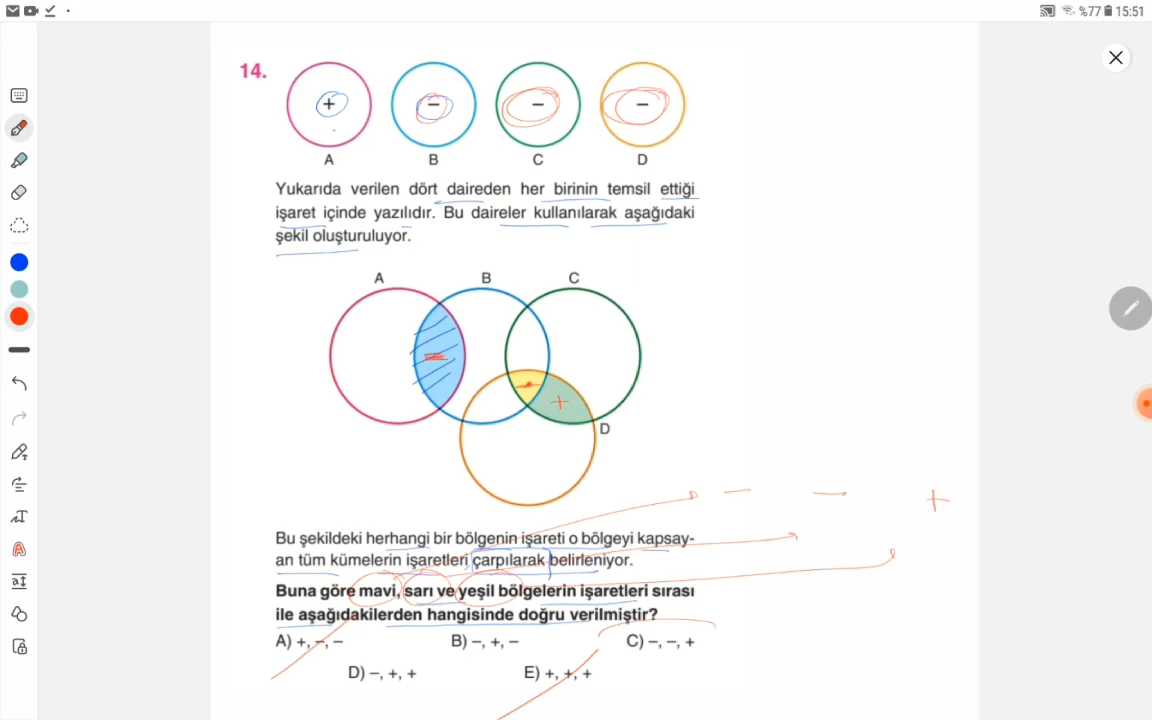 %77 15:51
14.
+ − − −
A B C D
Yukarıda verilen dört daireden her birinin temsil ettiği
işaret içinde yazılıdır. Bu daireler kullanılarak aşağıdaki
şekil oluşturuluyor.
A B C
− − +
D
− − +
Bu şekildeki herhangi bir bölgenin işareti o bölgeyi kapsay-
an tüm kümelerin işaretleri çarpılarak belirleniyor.
Buna göre mavi, sarı ve yeşil bölgelerin işaretleri sırası
ile aşağıdakilerden hangisinde doğru verilmiştir?
A) +, −, − B) −, +, − C) −, −, +
D) −, +, + E) +, +, +